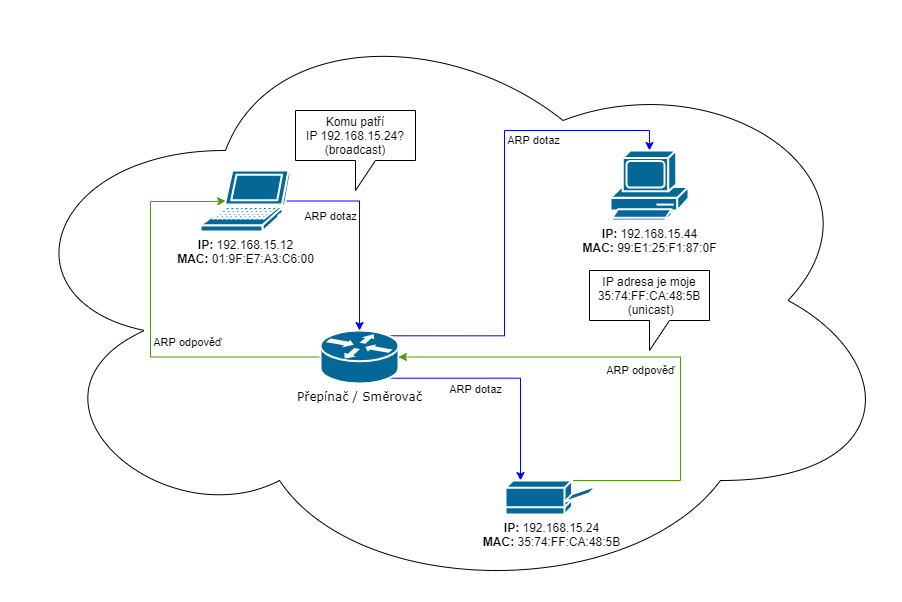 Komu patří
IP 192.168.15.24?
(broadcast)
ARP dotaz
ARP dotaz
IP: 192.168.15.12
MAC: 01:9F:E7:A3:C6:00
IP: 192.168.15.44
MAC: 99:E1:25:F1:87:0F
IP adresa je moje
35:74:FF:CA:48:5B
(unicast)
ARP odpověď
ARP odpověď
Přepínač / Směrovač
ARP dotaz
IP: 192.168.15.24
MAC: 35:74:FF:CA:48:5B